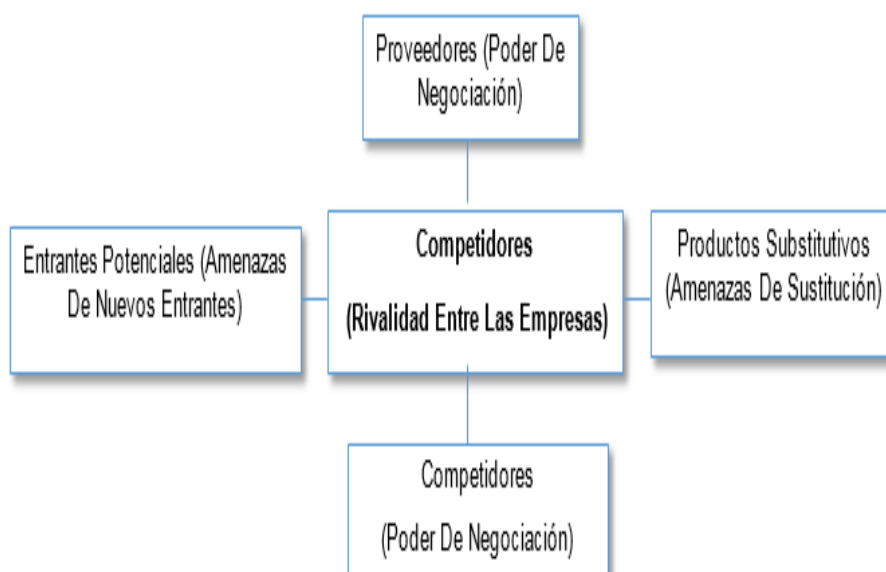 Proveedores (Poder De
Negociación)
Entrantes Potenciales (Amenazas
De Nuevos Entrantes)
Competidores
(Rivalidad Entre Las Empresas)
Productos Substitutivos
(Amenazas De Sustitución)
Competidores
(Poder De Negociación)